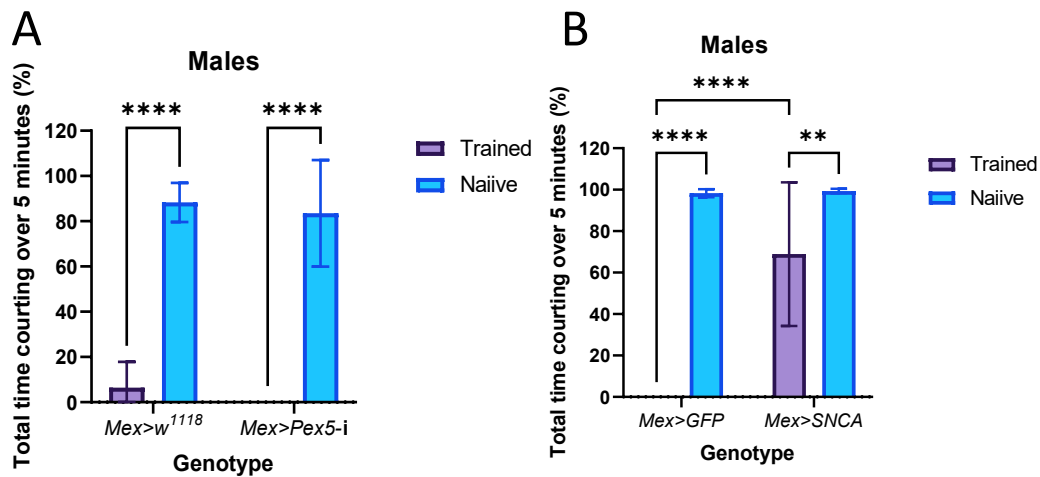 A
Males
Total time courting over 5 minutes (%)
120
100
80
60
40
20
0
****
****
Trained
Naiive
Mex>w1118
Mex>Pex5-i
Genotype
B
Males
Total time courting over 5 minutes (%)
120
100
80
60
40
20
0
****
****
**
Trained
Naiive
Mex>GFP
Mex>SNCA
Genotype